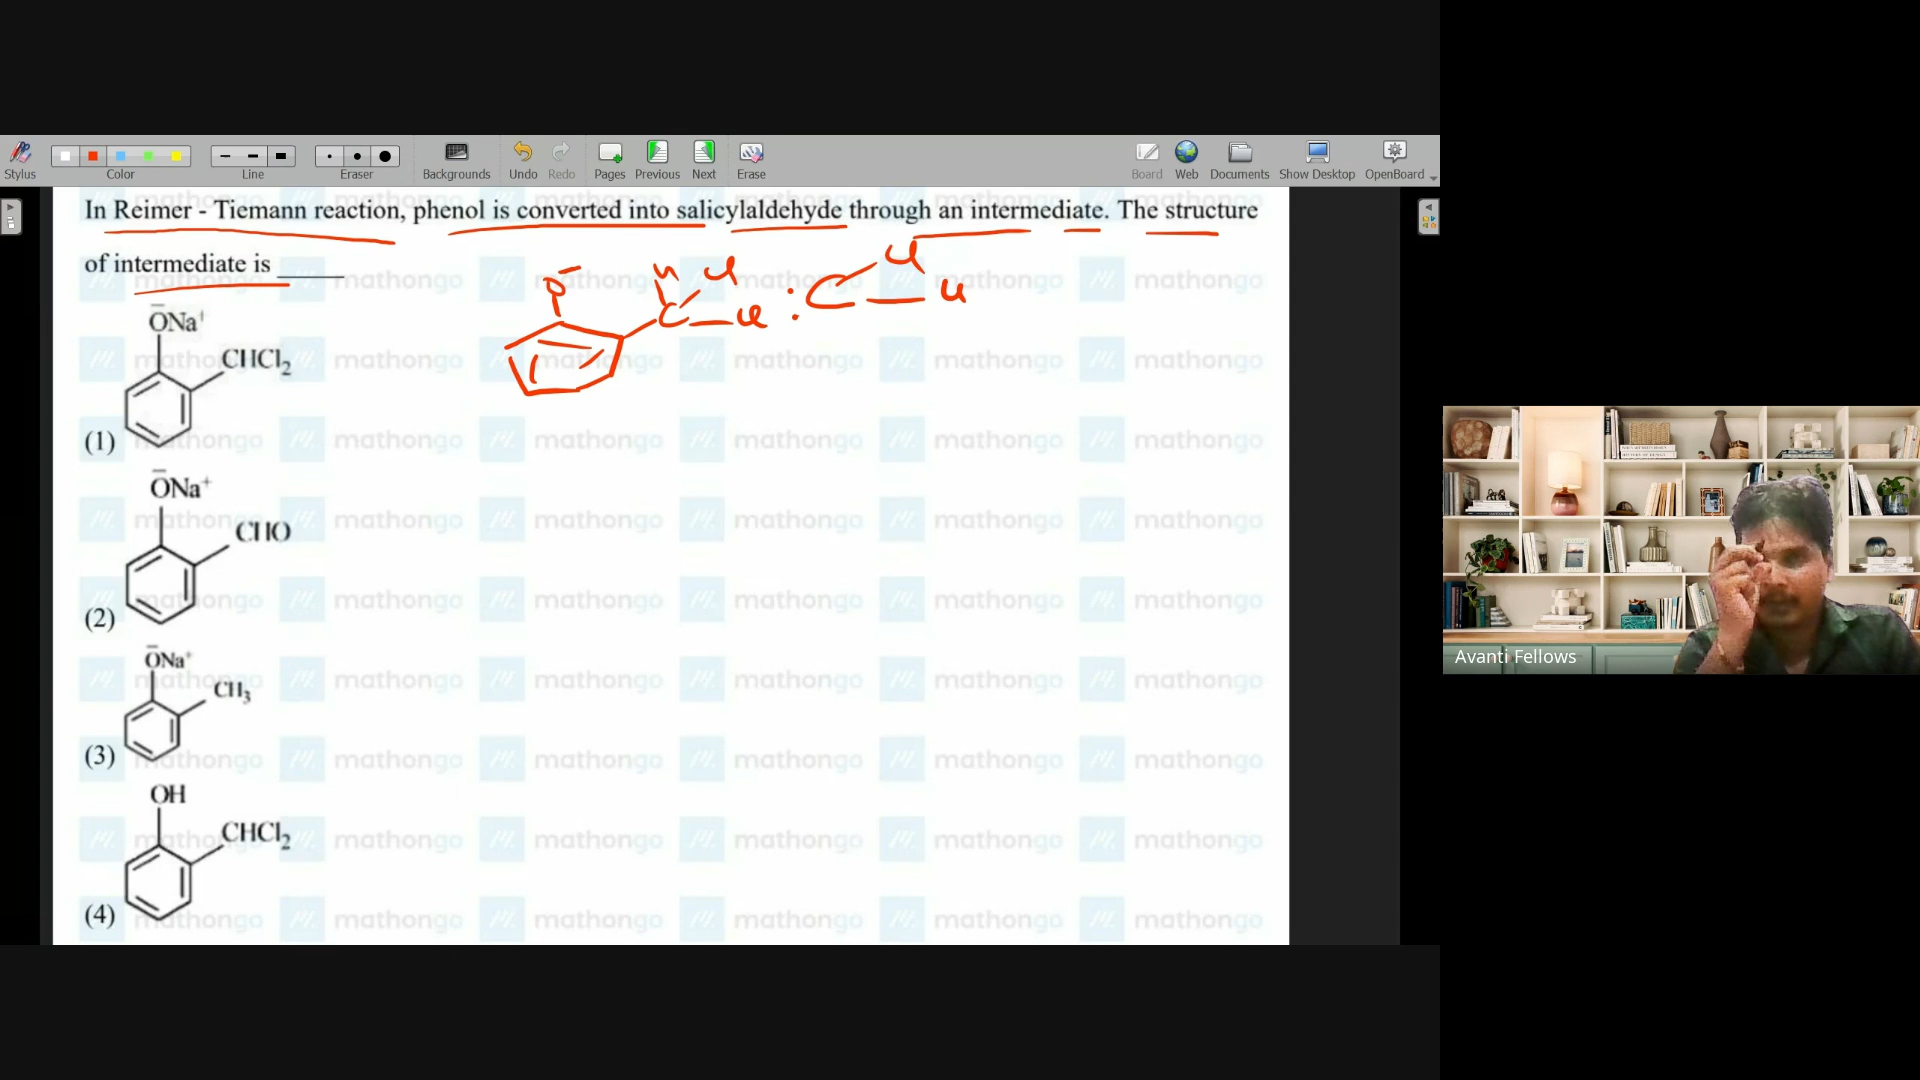 Stylus
Color
Line
Eraser
Backgrounds
Undo
Redo
Pages
Previous
Next
Erase
Board
Web
Documents
Show Desktop
OpenBoard
In Reimer - Tiemann reaction, phenol is converted into salicylaldehyde through an intermediate. The structure
of intermediate is _____
ŌNa⁺
CHCl₂
(1)
ŌNa⁺
CHO
(2)
ŌNa⁺
CH₃
(3)
OH
CHCl₂
(4)
mathongo
Avanti Fellows